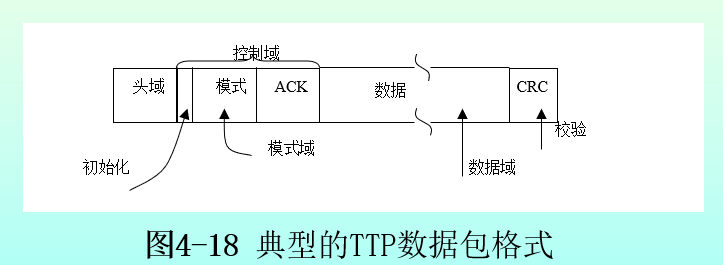 控制域
头域 模式 ACK 数据 CRC
初始化 模式域 数据域 校验
图4-18 典型的TTP数据包格式